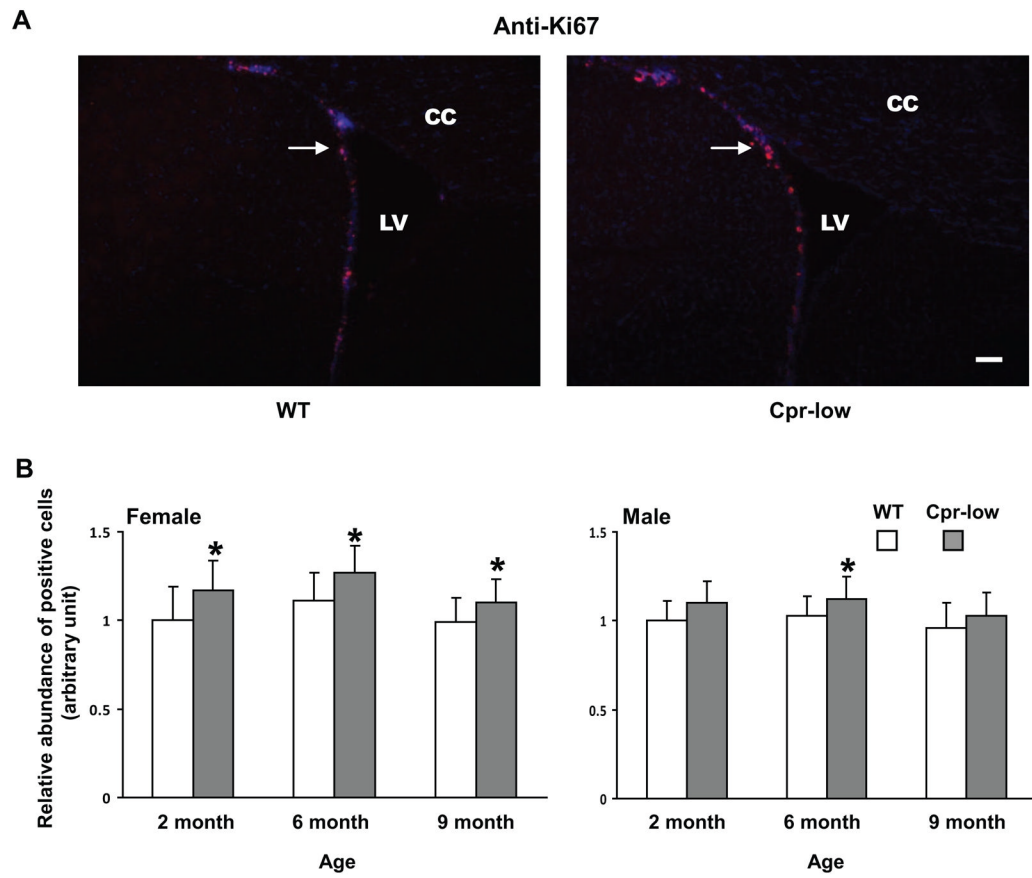 A
Anti-Ki67
CC
LV
CC
LV
WT
Cpr-low
B
Relative abundance of positive cells
(arbitrary unit)
Female
1.5
1
0.5
0
*
*
*
2 month
6 month
9 month
Age
Male
WT
Cpr-low
1.5
1
0.5
0
*
2 month
6 month
9 month
Age